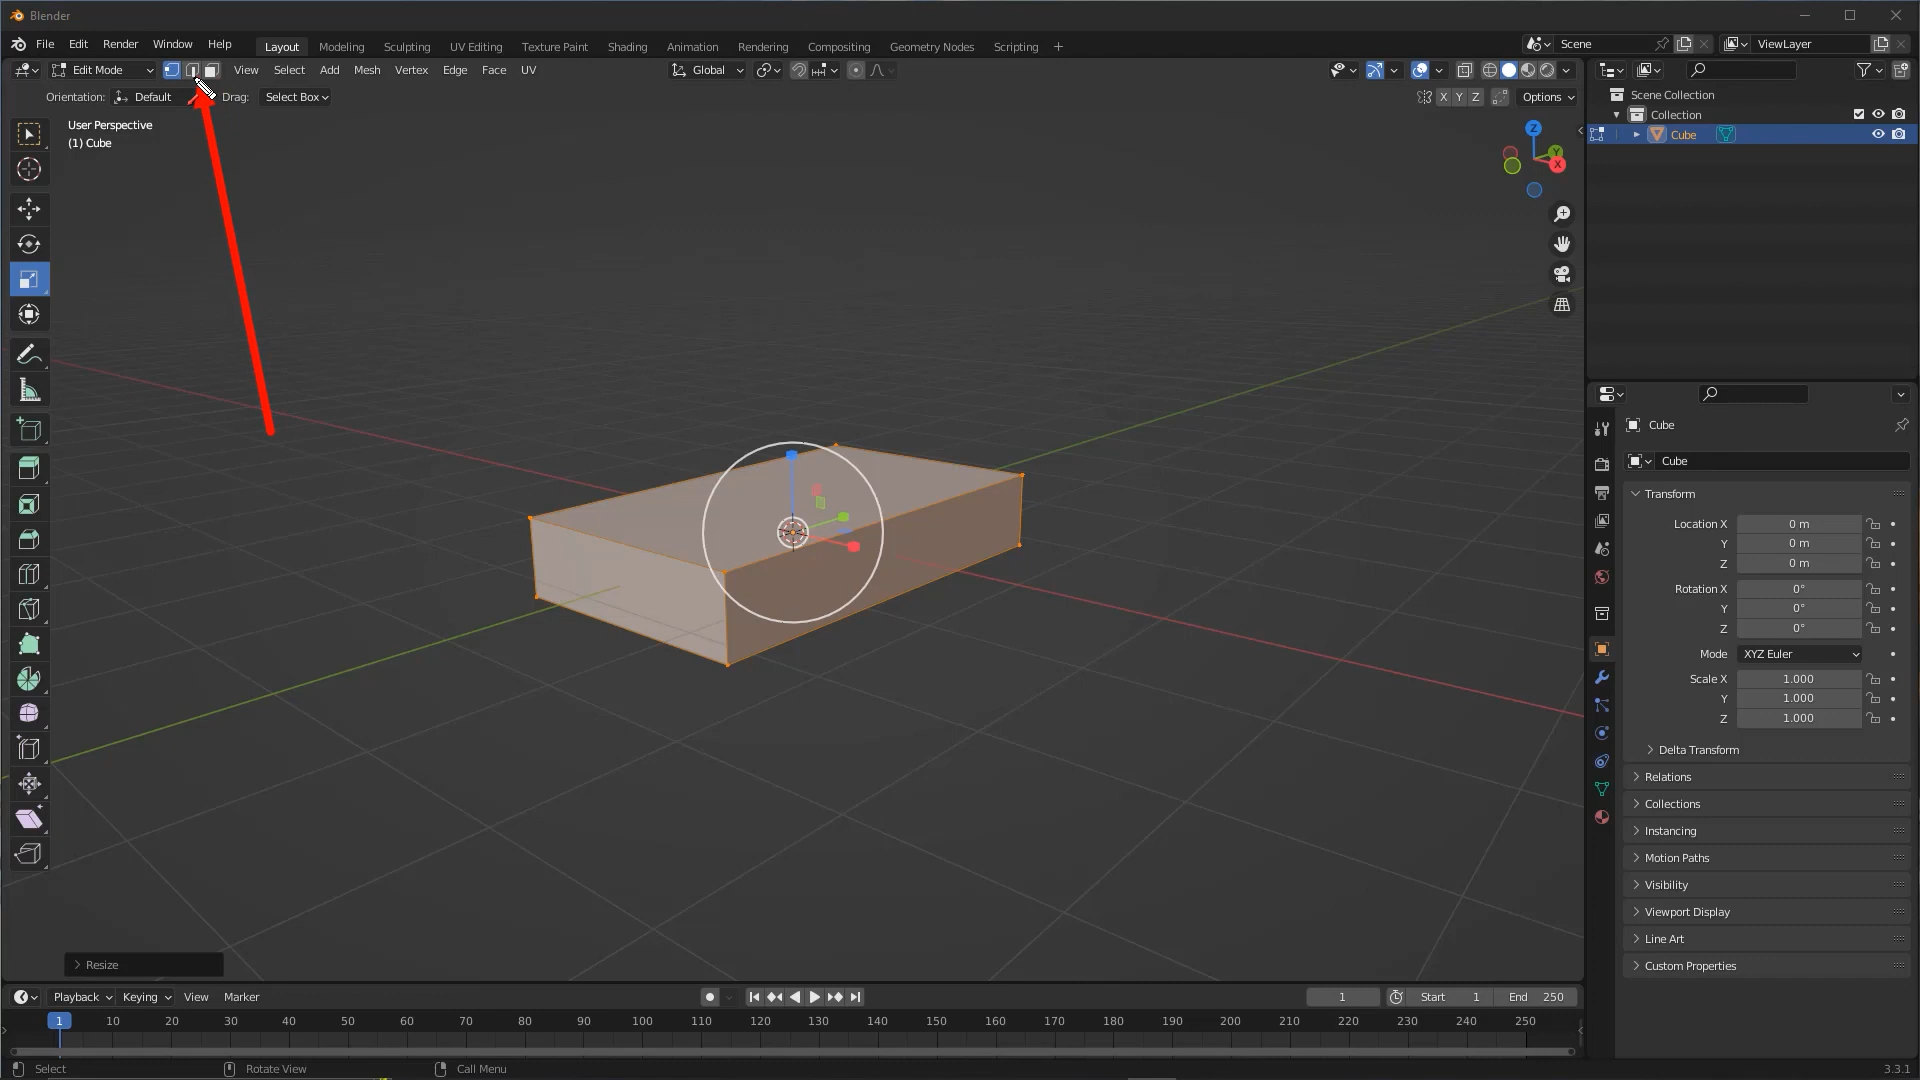 Blender
File Edit Render Window Help Layout Modeling Sculpting UV Editing Texture Paint Shading Animation Rendering Compositing Geometry Nodes Scripting + Scene ViewLayer
Edit Mode View Select Add Mesh Vertex Edge Face UV Global
Orientation: Default Drag: Select Box X Y Z Options
Scene Collection
Collection
Cube
User Perspective
(1) Cube
Z
Y
X
Cube
Cube
Transform
Location X 0 m
Y 0 m
Z 0 m
Rotation X 0°
Y 0°
Z 0°
Mode XYZ Euler
Scale X 1.000
Y 1.000
Z 1.000
Delta Transform
Relations
Collections
Instancing
Motion Paths
Visibility
Viewport Display
Line Art
Custom Properties
Resize
Playback Keying View Marker 1 Start 1 End 250
1 10 20 30 40 50 60 70 80 90 100 110 120 130 140 150 160 170 180 190 200 210 220 230 240 250
Select Rotate View Call Menu 3.3.1